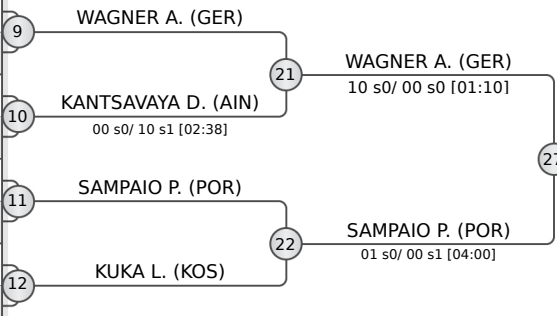 9
WAGNER A. (GER)
10
KANTSAVAYA D. (AIN)
00 s0/ 10 s1 [02:38]
21
WAGNER A. (GER)
10 s0/ 00 s0 [01:10]
11
SAMPAIO P. (POR)
12
KUKA L. (KOS)
22
SAMPAIO P. (POR)
01 s0/ 00 s1 [04:00]
27